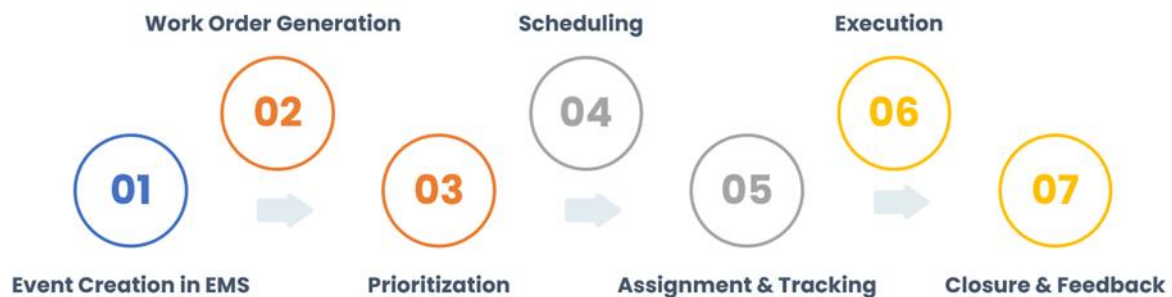 Work Order Generation
Scheduling
Execution
02
04
06
01
03
05
07
Event Creation in EMS
Prioritization
Assignment & Tracking
Closure & Feedback